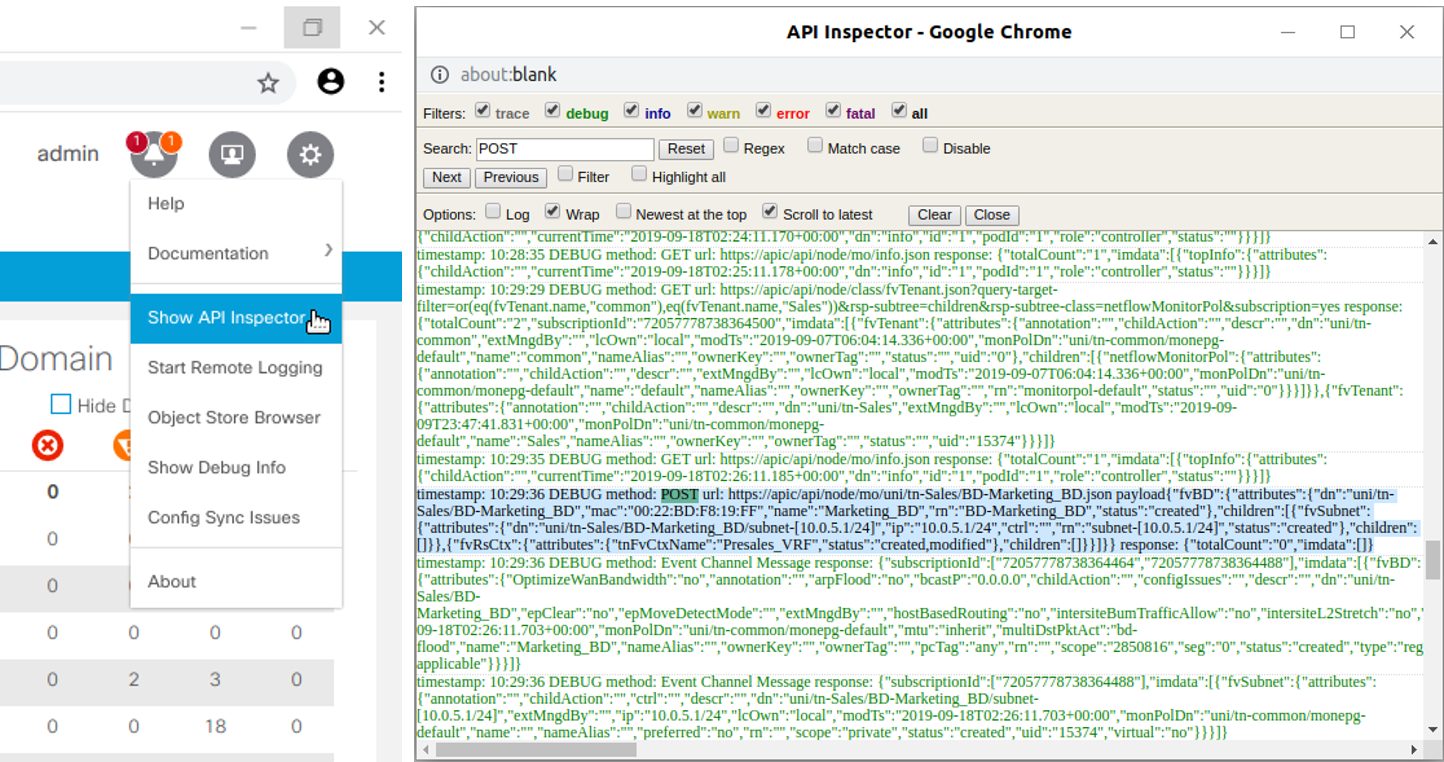 admin
1
1
Help
Documentation
Show API Inspector
Domain
Start Remote Logging
Hide D
Object Store Browser
Show Debug Info
0
Config Sync Issues
0
0
About
0 0 0 0
0 2 3 0
0 0 18 0
API Inspector - Google Chrome
about:blank
Filters: trace debug info warn error fatal all
Search: POST Reset Regex Match case Disable
Next Previous Filter Highlight all
Options: Log Wrap Newest at the top Scroll to latest Clear Close
{"childAction":"","currentTime":"2019-09-18T02:24:11.170+00:00","dn":"info","id":"1","podId":"1","role":"controller","status":""}}}]}
timestamp: 10:28:35 DEBUG method: GET url: https://apic/api/node/mo/info.json response: {"totalCount":"1","imdata":[{"topInfo":{"attributes":
{"childAction":"","currentTime":"2019-09-18T02:25:11.178+00:00","dn":"info","id":"1","podId":"1","role":"controller","status":""}}}]}
timestamp: 10:29:29 DEBUG method: GET url: https://apic/api/node/class/fvTenant.json?query-target-
filter=or(eq(fvTenant.name,"common"),eq(fvTenant.name,"Sales"))&rsp-subtree=children&rsp-subtree-class=netflowMonitorPol&subscription=yes response:
{"totalCount":"2","subscriptionId":"72057778738364500","imdata":[{"fvTenant":{"attributes":{"annotation":"","childAction":"","descr":"","dn":"uni/tn-
common","extMngdBy":"","lcOwn":"local","modTs":"2019-09-07T06:04:14.336+00:00","monPolDn":"uni/tn-common/monepg-
default","name":"common","nameAlias":"","ownerKey":"","ownerTag":"","status":"","uid":"0"},"children":[{"netflowMonitorPol":{"attributes":
{"annotation":"","childAction":"","descr":"","extMngdBy":"","lcOwn":"local","modTs":"2019-09-07T06:04:14.336+00:00","monPolDn":"uni/tn-
common/monepg-default","name":"default","nameAlias":"","ownerKey":"","ownerTag":"","rn":"monitorpol-default","status":"","uid":"0"}}}]}},{"fvTenant":
{"attributes":{"annotation":"","childAction":"","descr":"","dn":"uni/tn-Sales","extMngdBy":"","lcOwn":"local","modTs":"2019-09-
09T23:47:41.831+00:00","monPolDn":"uni/tn-common/monepg-
default","name":"Sales","nameAlias":"","ownerKey":"","ownerTag":"","status":"","uid":"15374"}}}]}
timestamp: 10:29:35 DEBUG method: GET url: https://apic/api/node/mo/info.json response: {"totalCount":"1","imdata":[{"topInfo":{"attributes":
{"childAction":"","currentTime":"2019-09-18T02:26:11.185+00:00","dn":"info","id":"1","podId":"1","role":"controller","status":""}}}]}
timestamp: 10:29:36 DEBUG method: POST url: https://apic/api/node/mo/uni/tn-Sales/BD-Marketing_BD.json payload{"fvBD":{"attributes":{"dn":"uni/tn-
Sales/BD-Marketing_BD","mac":"00:22:BD:F8:19:FF","name":"Marketing_BD","rn":"BD-Marketing_BD","status":"created"},"children":[{"fvSubnet":
{"attributes":{"dn":"uni/tn-Sales/BD-Marketing_BD/subnet-[10.0.5.1/24]","ip":"10.0.5.1/24","ctrl":"","rn":"subnet-[10.0.5.1/24]","status":"created"},"children":
[]}},{"fvRsCtx":{"attributes":{"tnFvCtxName":"Presales_VRF","status":"created,modified"},"children":[]}}]}} response: {"totalCount":"0","imdata":[]}
timestamp: 10:29:36 DEBUG method: Event Channel Message response: {"subscriptionId":["72057778738364464","72057778738364488"],"imdata":[{"fvBD":
{"attributes":{"OptimizeWanBandwidth":"no","annotation":"","arpFlood":"no","bcastP":"0.0.0.0","childAction":"","configIssues":"","descr":"","dn":"uni/tn-
Sales/BD-
Marketing_BD","epClear":"no","epMoveDetectMode":"","extMngdBy":"","hostBasedRouting":"no","intersiteBumTrafficAllow":"no","intersiteL2Stretch":"no",
09-18T02:26:11.703+00:00","monPolDn":"uni/tn-common/monepg-default","mtu":"inherit","multiDstPktAct":"bd-
flood","name":"Marketing_BD","nameAlias":"","ownerKey":"","ownerTag":"","pcTag":"any","rn":"","scope":"2850816","seg":"0","status":"created","type":"reg
applicable"}}}]}
timestamp: 10:29:36 DEBUG method: Event Channel Message response: {"subscriptionId":["72057778738364488"],"imdata":[{"fvSubnet":{"attributes":
{"annotation":"","childAction":"","ctrl":"","descr":"","dn":"uni/tn-Sales/BD-Marketing_BD/subnet-
[10.0.5.1/24]","extMngdBy":"","ip":"10.0.5.1/24","lcOwn":"local","modTs":"2019-09-18T02:26:11.703+00:00","monPolDn":"uni/tn-common/monepg-
default","name":"","nameAlias":"","preferred":"no","rn":"","scope":"private","status":"created","uid":"15374","virtual":"no"}}}]}